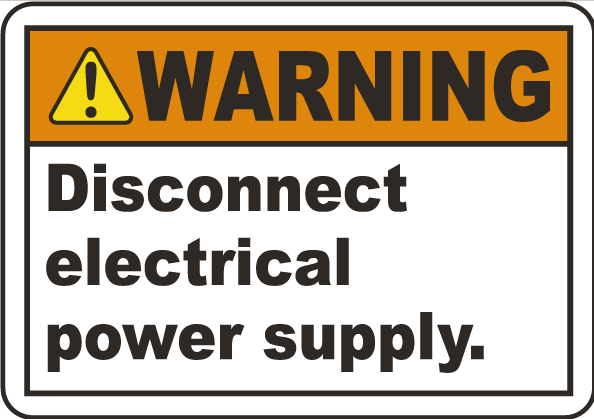 WARNING
Disconnect
electrical
power supply.